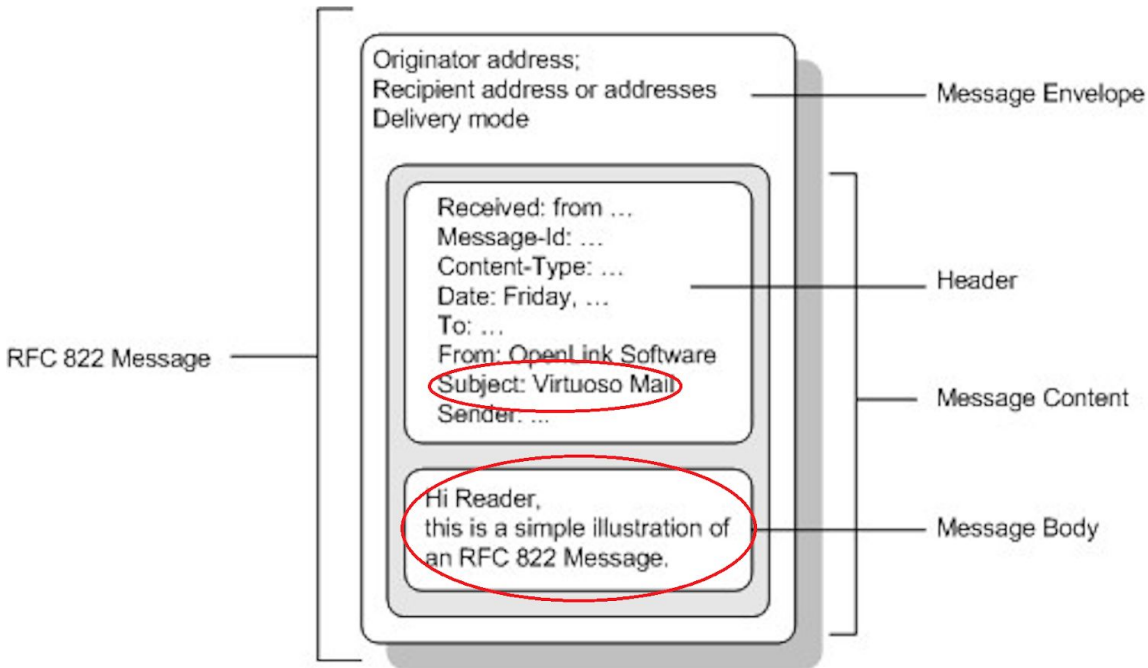 Originator address;
Recipient address or addresses
Delivery mode
Message Envelope
Received: from ...
Message-Id: ...
Content-Type: ...
Date: Friday, ...
To: ...
From: OpenLink Software
Subject: Virtuoso Mail
Sender: ...
Header
RFC 822 Message
Message Content
Hi Reader,
this is a simple illustration of
an RFC 822 Message.
Message Body